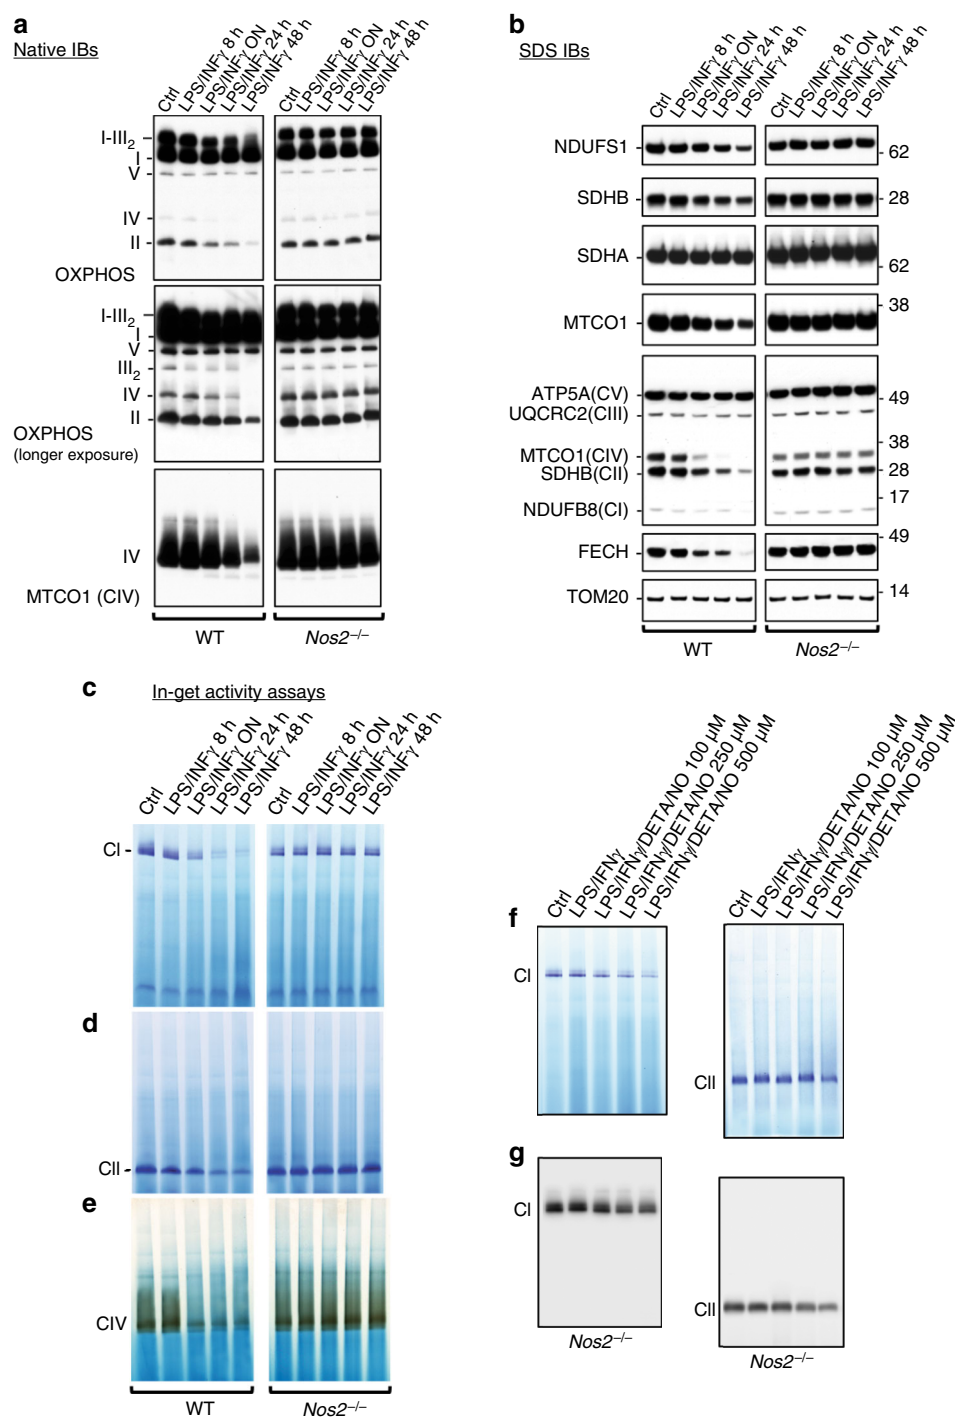 a
Native IBs
Ctrl
LPS/INFγ 8 h
LPS/INFγ ON
LPS/INFγ 24 h
LPS/INFγ 48 h
Ctrl
LPS/INFγ 8 h
LPS/INFγ ON
LPS/INFγ 24 h
LPS/INFγ 48 h
I-III2
I
V
IV
II
OXPHOS
I-III2
I
V
III2
IV
II
OXPHOS
(longer exposure)
IV
MTCO1 (CIV)
WT
Nos2–/–
b
SDS IBs
Ctrl
LPS/INFγ 8 h
LPS/INFγ ON
LPS/INFγ 24 h
LPS/INFγ 48 h
Ctrl
LPS/INFγ 8 h
LPS/INFγ ON
LPS/INFγ 24 h
LPS/INFγ 48 h
NDUFS1
62
SDHB
28
SDHA
62
MTCO1
38
ATP5A(CV)
49
UQCRC2(CIII)
38
MTCO1(CIV)
SDHB(CII)
28
17
NDUFB8(CI)
49
FECH
TOM20
14
WT
Nos2–/–
c
In-get activity assays
Ctrl
LPS/INFγ 8 h
LPS/INFγ ON
LPS/INFγ 24 h
LPS/INFγ 48 h
Ctrl
LPS/INFγ 8 h
LPS/INFγ ON
LPS/INFγ 24 h
LPS/INFγ 48 h
CI
d
CII
e
CIV
WT
Nos2–/–
f
Ctrl
LPS/IFNγ
LPS/IFNγ/DETA/NO 100 µM
LPS/IFNγ/DETA/NO 250 µM
LPS/IFNγ/DETA/NO 500 µM
Ctrl
LPS/IFNγ
LPS/IFNγ/DETA/NO 100 µM
LPS/IFNγ/DETA/NO 250 µM
LPS/IFNγ/DETA/NO 500 µM
CI
CII
g
CI
CII
Nos2–/–
Nos2–/–